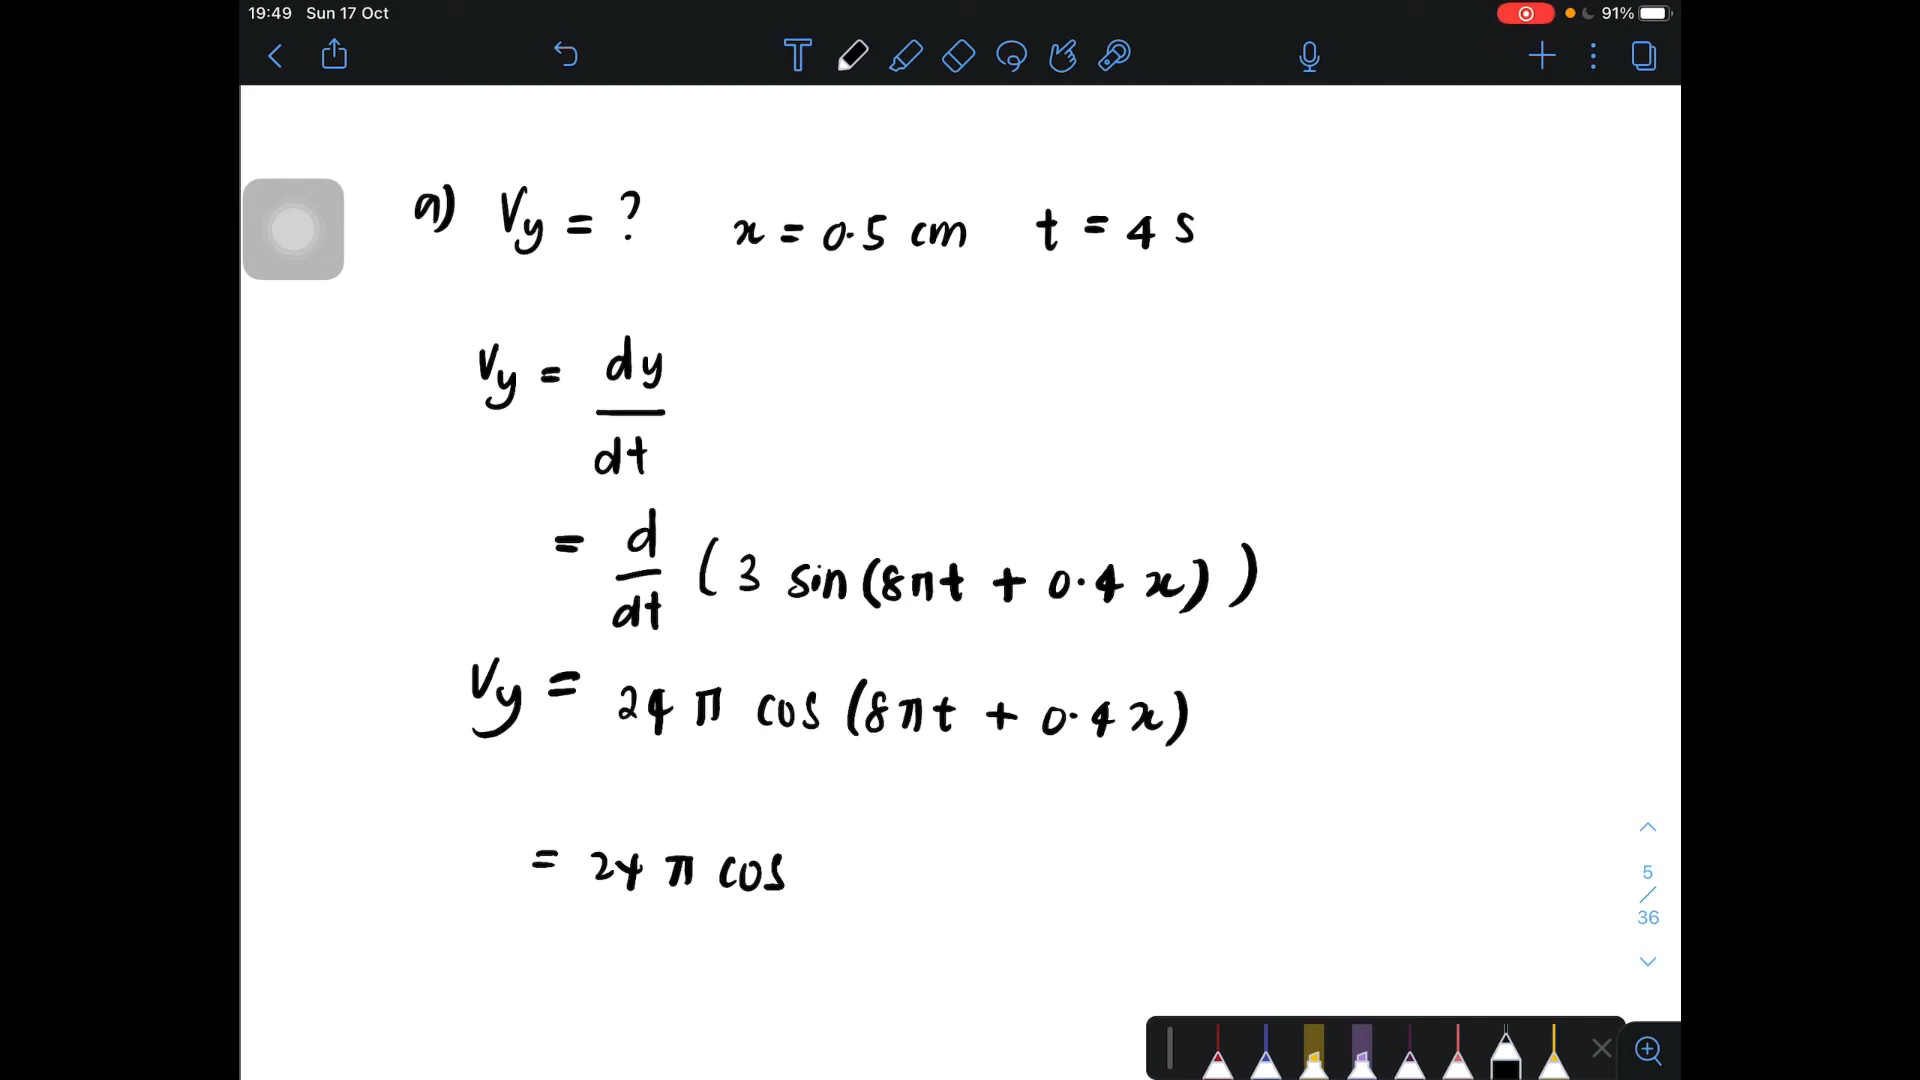 19:49 Sun 17 Oct 91%
a) Vy = ? x = 0.5 cm t = 4 s
Vy = dy
dt
= d (3 sin(8πt + 0.4 x))
dt
Vy = 24 π cos (8πt + 0.4x)
= 24 π cos
5
/
36